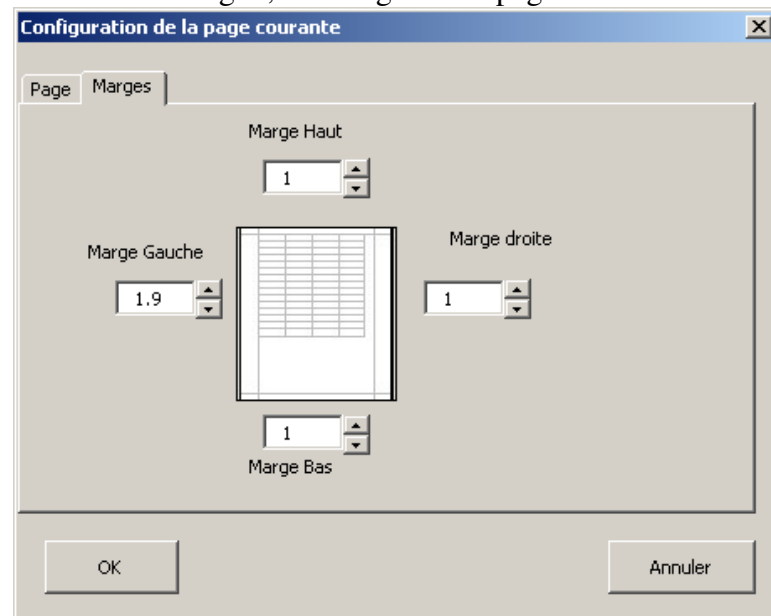 Configuration de la page courante
Page Marges
Marge Haut
1
Marge Gauche
Marge droite
1.9
1
1
Marge Bas
OK
Annuler